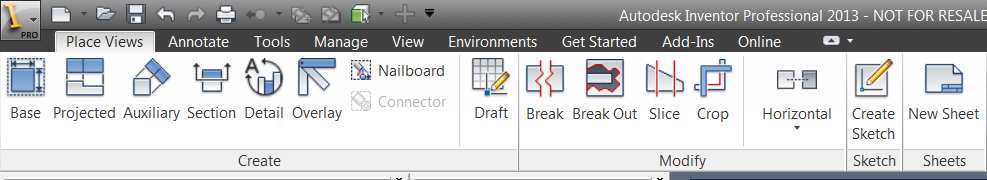 Autodesk Inventor Professional 2013 - NOT FOR RESALE
PRO
Place Views Annotate Tools Manage View Environments Get Started Add-Ins Online
Nailboard
Connector
Base Projected Auxiliary Section Detail Overlay Draft Break Break Out Slice Crop Horizontal Create Sketch New Sheet
Create Modify Sketch Sheets